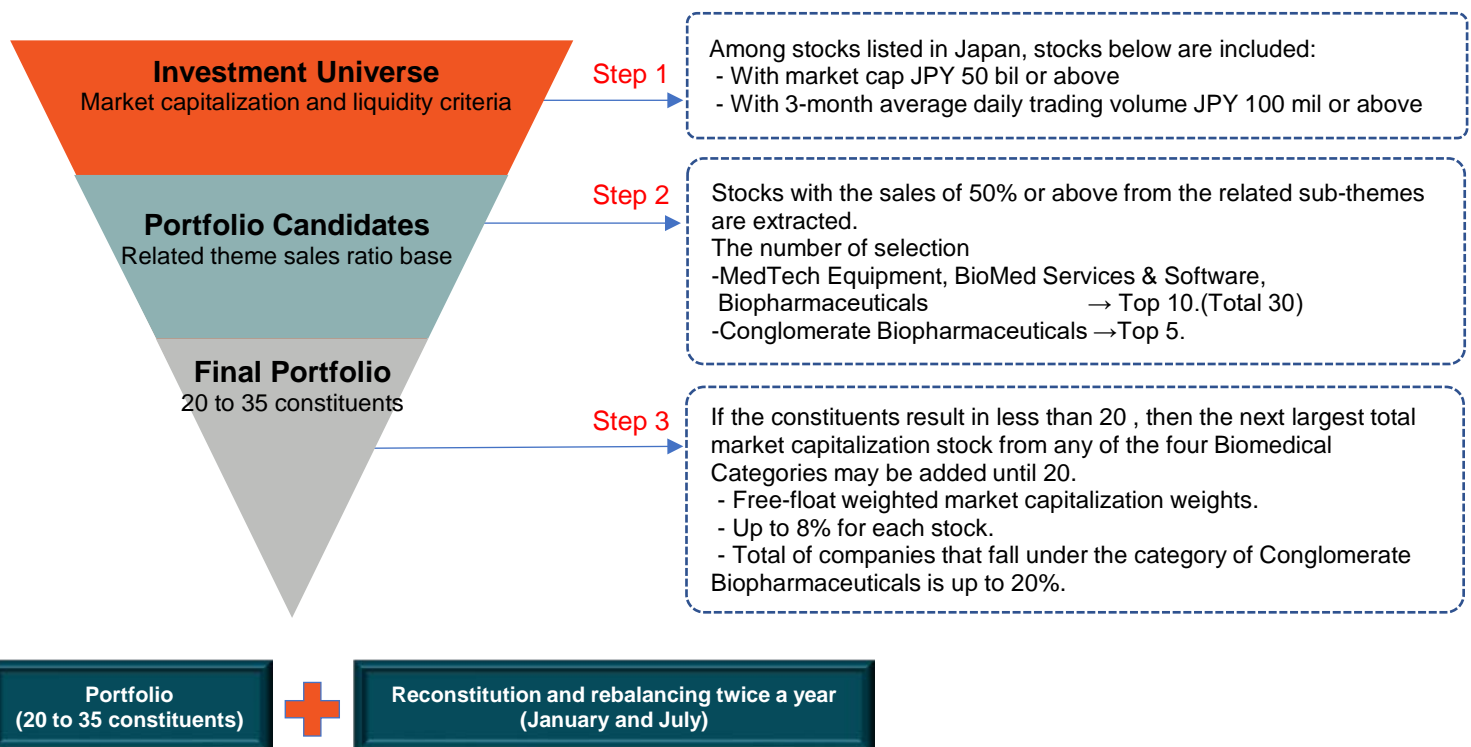 Investment Universe
Market capitalization and liquidity criteria
Step 1
Among stocks listed in Japan, stocks below are included:
- With market cap JPY 50 bil or above
- With 3-month average daily trading volume JPY 100 mil or above
Portfolio Candidates
Related theme sales ratio base
Step 2
Stocks with the sales of 50% or above from the related sub-themes
are extracted.
The number of selection
-MedTech Equipment, BioMed Services & Software,
Biopharmaceuticals → Top 10.(Total 30)
-Conglomerate Biopharmaceuticals →Top 5.
Final Portfolio
20 to 35 constituents
Step 3
If the constituents result in less than 20 , then the next largest total
market capitalization stock from any of the four Biomedical
Categories may be added until 20.
- Free-float weighted market capitalization weights.
- Up to 8% for each stock.
- Total of companies that fall under the category of Conglomerate
Biopharmaceuticals is up to 20%.
Portfolio
(20 to 35 constituents)
Reconstitution and rebalancing twice a year
(January and July)